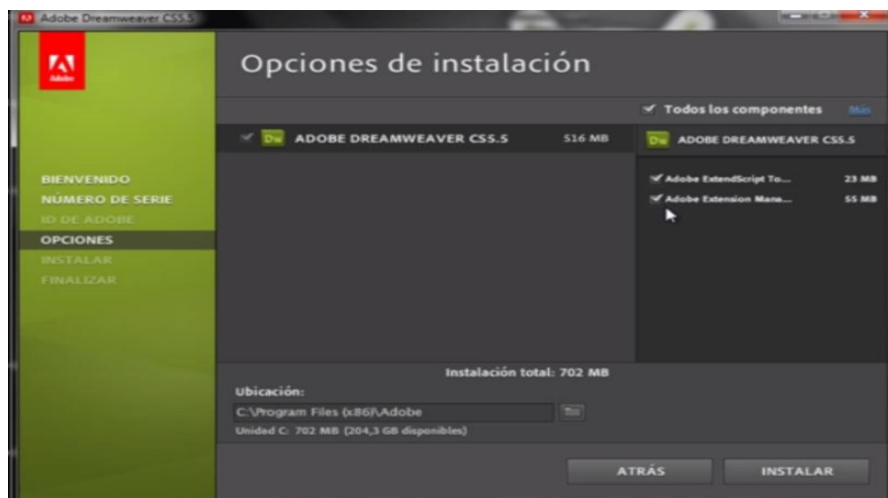 Adobe Dreamweaver CS5.5
Adobe
Opciones de instalación
Todos los componentes Más
Dw ADOBE DREAMWEAVER CS5.5 516 MB
Dw ADOBE DREAMWEAVER CS5.5
Adobe ExtendScript To... 23 MB
Adobe Extension Mana... 55 MB
BIENVENIDO
NÚMERO DE SERIE
ID DE ADOBE
OPCIONES
INSTALAR
FINALIZAR
Instalación total: 702 MB
Ubicación:
C:\Program Files (x86)\Adobe
Unidad C: 702 MB (204,3 GB disponibles)
ATRÁS INSTALAR